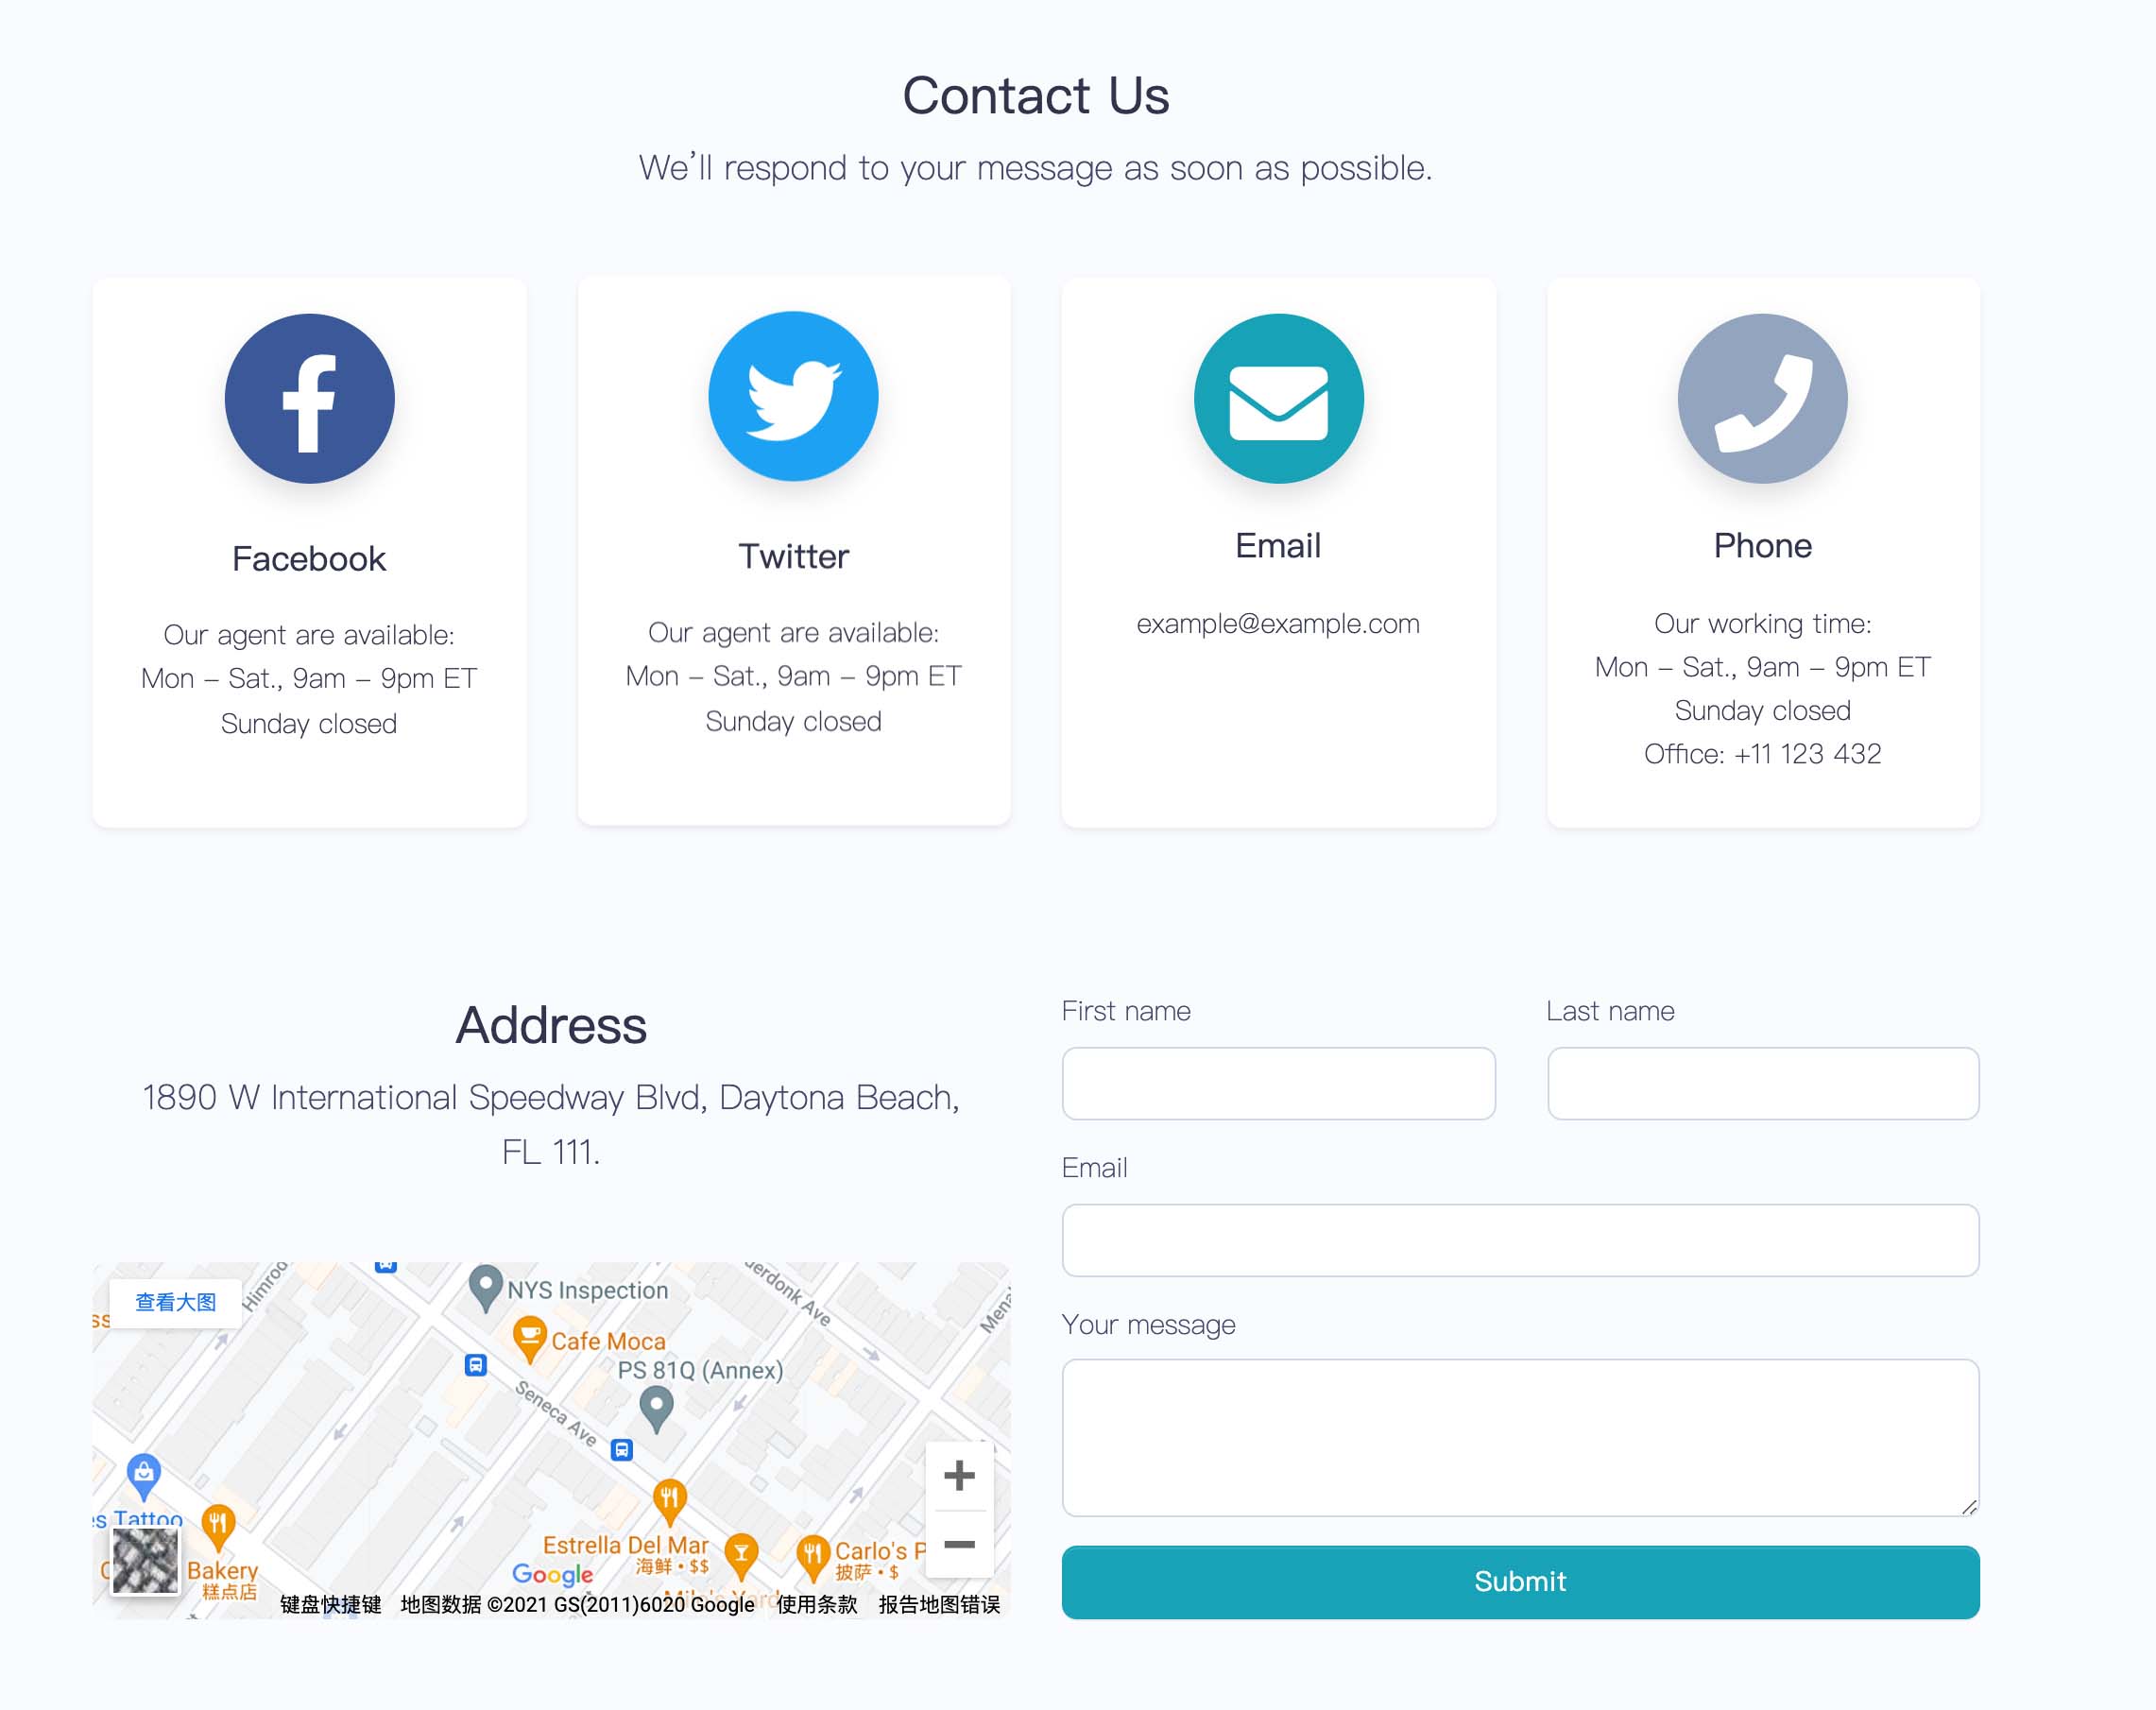 Contact Us
We’ll respond to your message as soon as possible.
Facebook
Our agent are available:
Mon – Sat., 9am – 9pm ET
Sunday closed
Twitter
Our agent are available:
Mon – Sat., 9am – 9pm ET
Sunday closed
Email
example@example.com
Phone
Our working time:
Mon – Sat., 9am – 9pm ET
Sunday closed
Office: +11 123 432
Address
1890 W International Speedway Blvd, Daytona Beach,
FL 111.
查看大图
Himrod
NYS Inspection
Cafe Moca
PS 81Q (Annex)
Seneca Ave
Tattoo
Bakery
糕点店
Estrella Del Mar
海鲜 • $$
Carlo's P
披萨 • $
Google
键盘快捷键
地图数据 ©2021 GS(2011)6020 Google
使用条款
报告地图错误
First name
Last name
Email
Your message
Submit